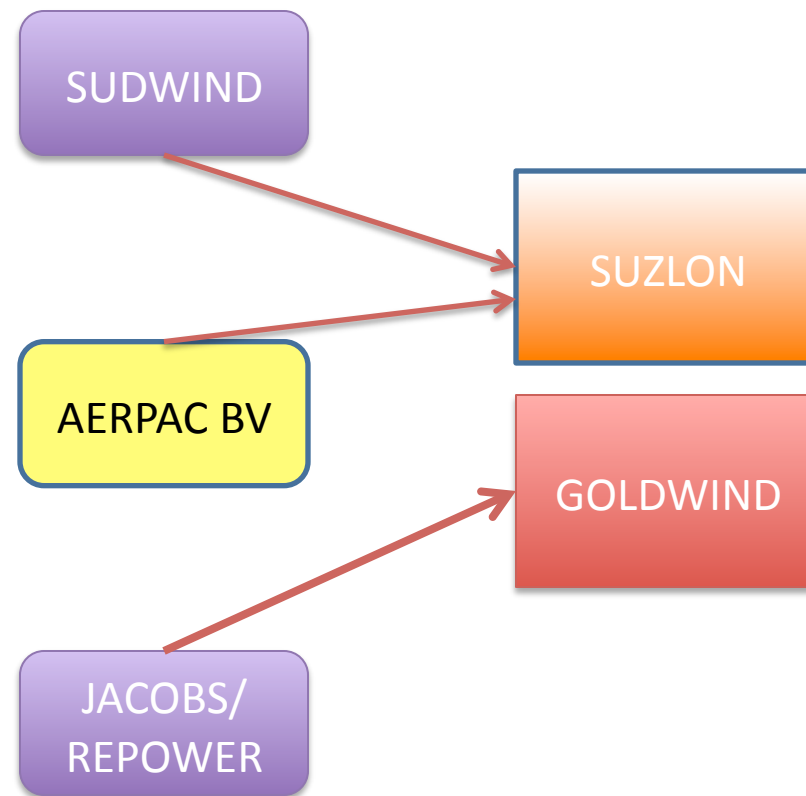 SUDWIND
SUZLON
AERPAC BV
GOLDWIND
JACOBS/
REPOWER